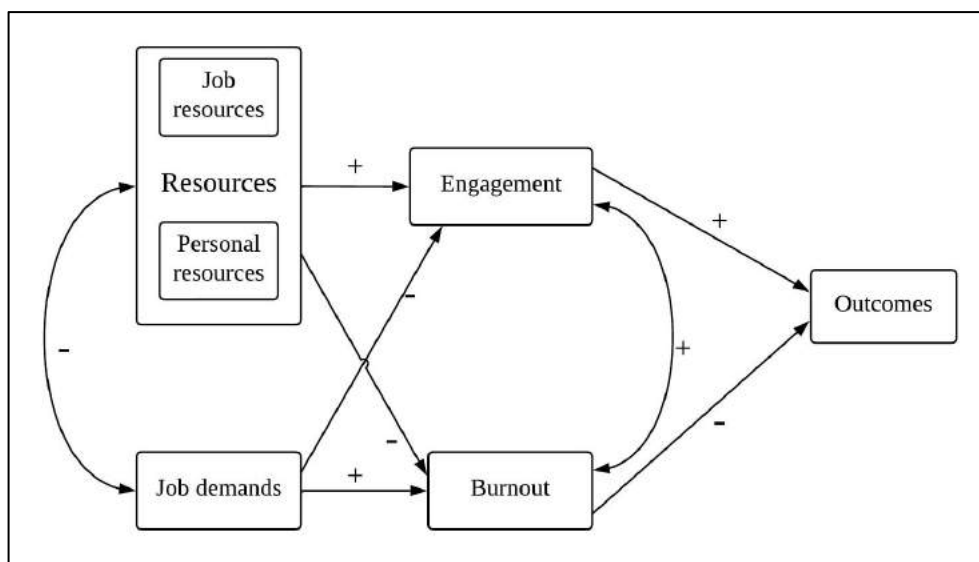 Job
resources
Resources
Personal
resources
+
Engagement
+
-
-
Outcomes
+
-
-
Job demands
+
Burnout